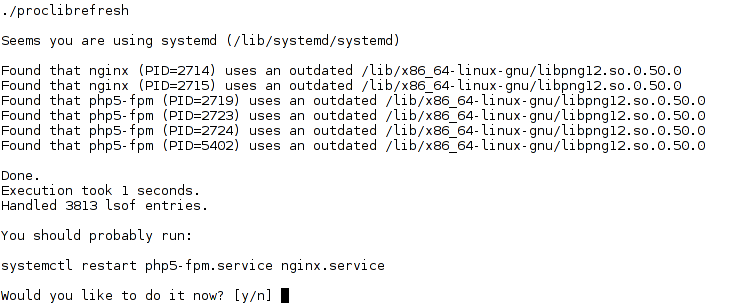 ./proclibrefresh
Seems you are using systemd (/lib/systemd/systemd)
Found that nginx (PID=2714) uses an outdated /lib/x86_64-linux-gnu/libpng12.so.0.50.0
Found that nginx (PID=2715) uses an outdated /lib/x86_64-linux-gnu/libpng12.so.0.50.0
Found that php5-fpm (PID=2719) uses an outdated /lib/x86_64-linux-gnu/libpng12.so.0.50.0
Found that php5-fpm (PID=2723) uses an outdated /lib/x86_64-linux-gnu/libpng12.so.0.50.0
Found that php5-fpm (PID=2724) uses an outdated /lib/x86_64-linux-gnu/libpng12.so.0.50.0
Found that php5-fpm (PID=5402) uses an outdated /lib/x86_64-linux-gnu/libpng12.so.0.50.0
Done.
Execution took 1 seconds.
Handled 3813 lsof entries.
You should probably run:
systemctl restart php5-fpm.service nginx.service
Would you like to do it now? [y/n]